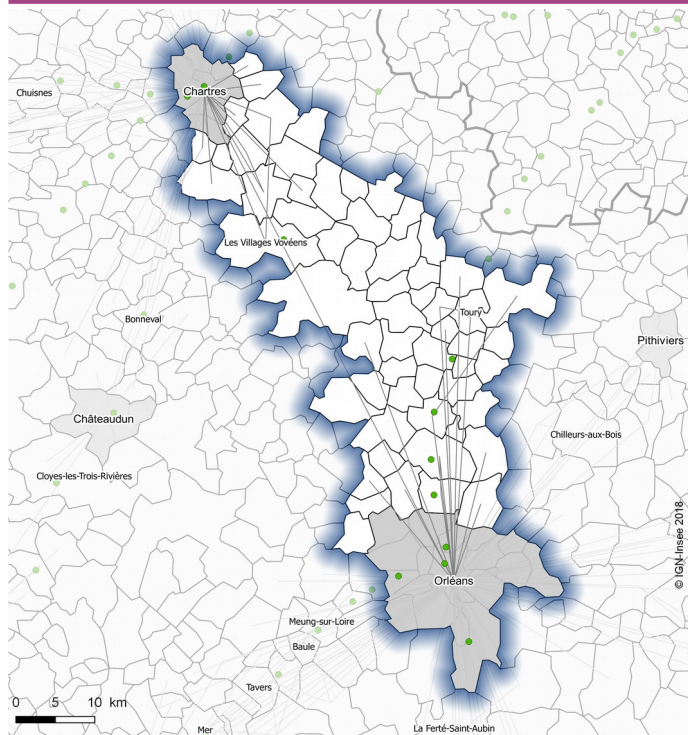 Chartres
Chuisnes
Les Villages Vovéens
Toury
Bonneval
Pithiviers
Châteaudun
Chilleurs-aux-Bois
Cloyes-les-Trois-Rivières
© IGN-Insee 2018
Orléans
Meung-sur-Loire
Baule
Tavers
0 5 10 km
Mer
La Ferté-Saint-Aubin